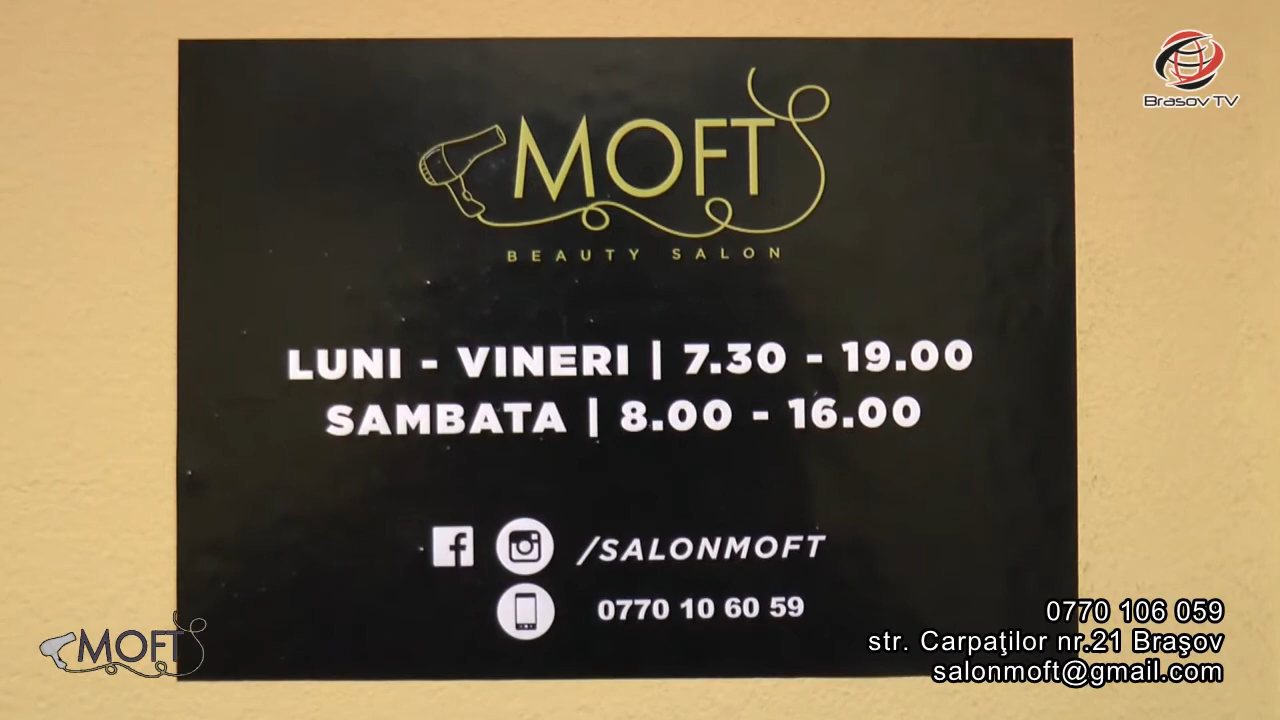 Brasov TV
MOFT
BEAUTY SALON
LUNI - VINERI | 7.30 - 19.00
SAMBATA | 8.00 - 16.00
/SALONMOFT
0770 10 60 59
MOFT
0770 106 059
str. Carpaţilor nr.21 Braşov
salonmoft@gmail.com